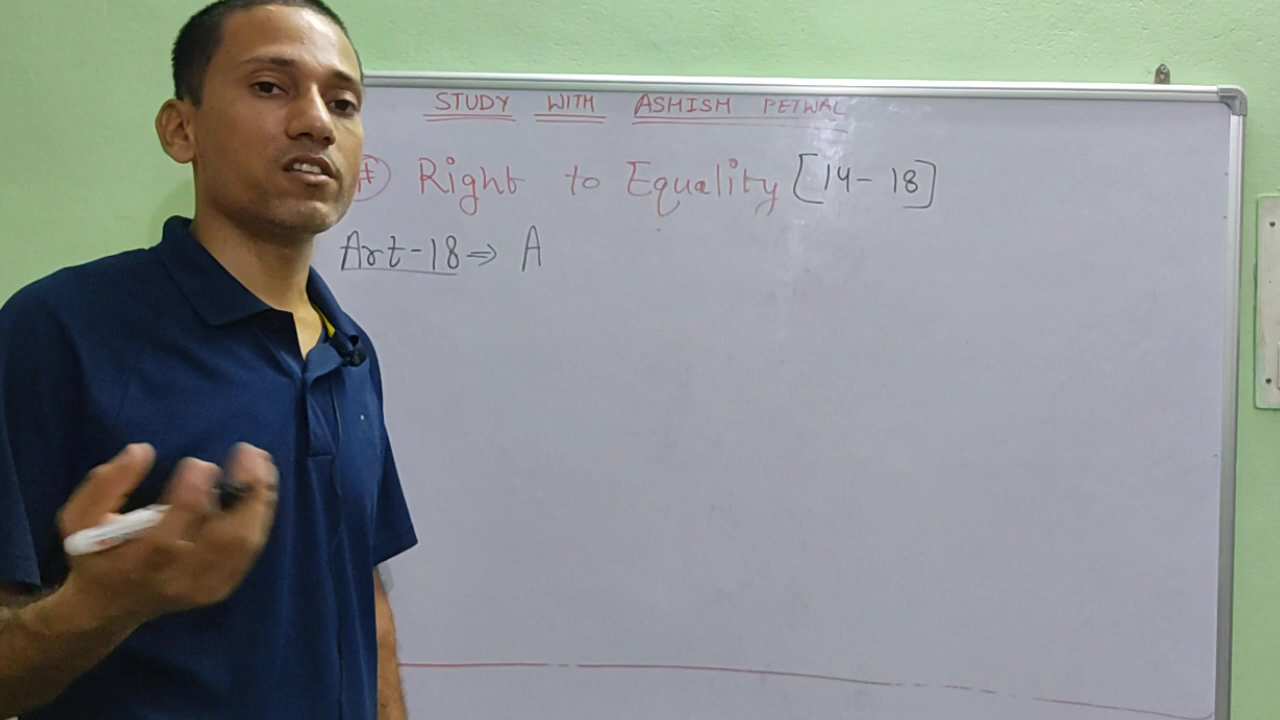 STUDY WITH ASHISH PETWAL
# Right to Equality [14-18]
Art-18 ⇒ A